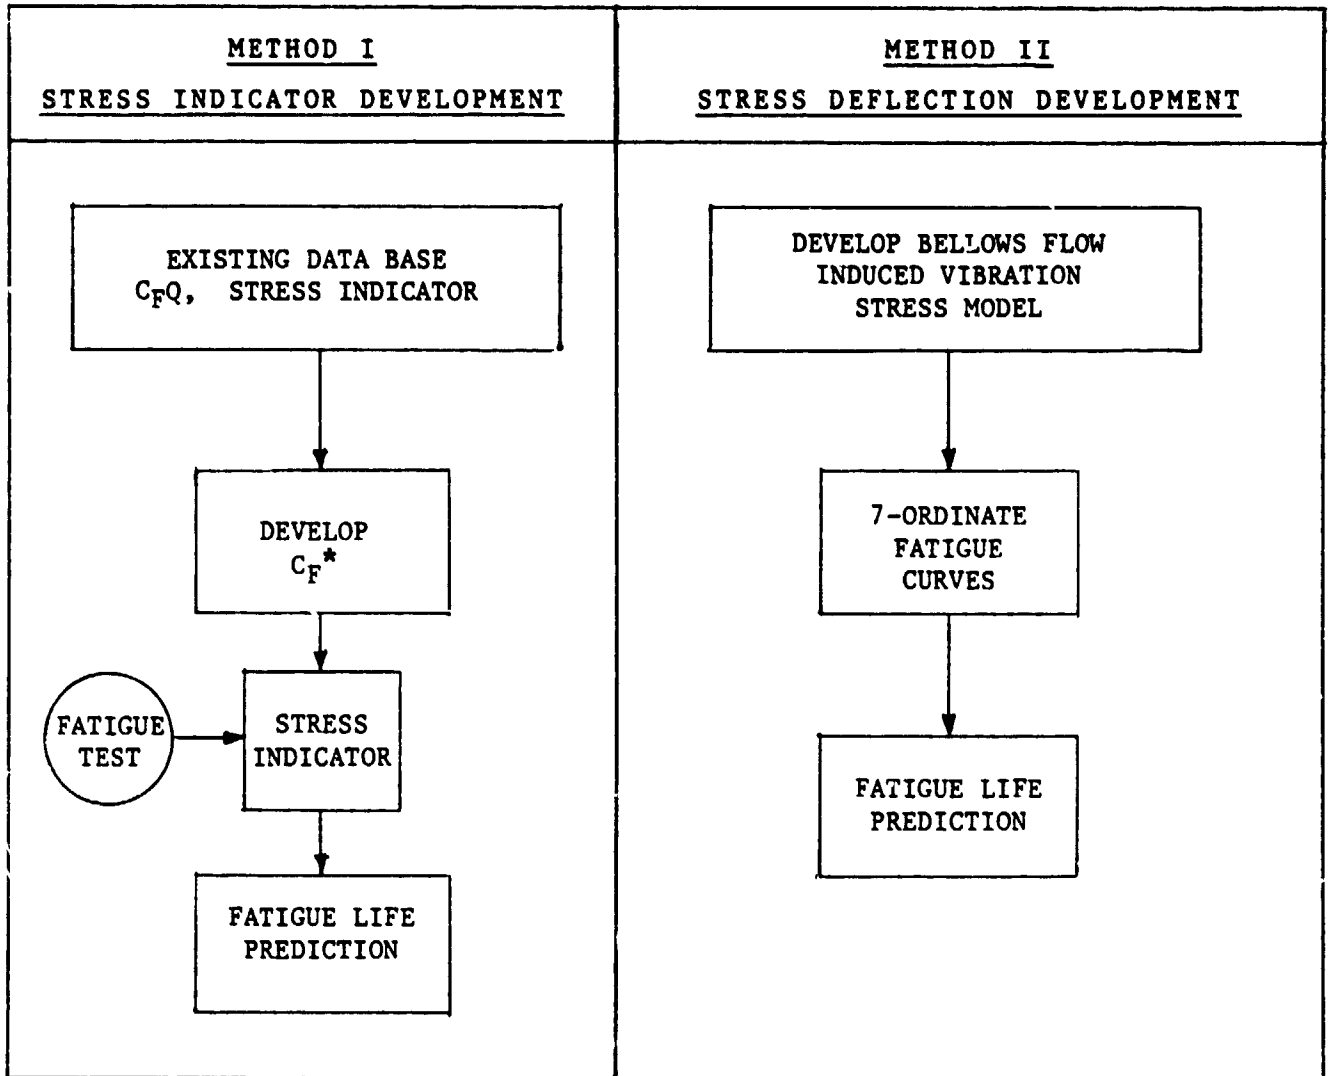 METHOD I
STRESS INDICATOR DEVELOPMENT
EXISTING DATA BASE
CFQ, STRESS INDICATOR
DEVELOP
CF*
FATIGUE
TEST
STRESS
INDICATOR
FATIGUE LIFE
PREDICTION
METHOD II
STRESS DEFLECTION DEVELOPMENT
DEVELOP BELLOWS FLOW
INDUCED VIBRATION
STRESS MODEL
7-ORDINATE
FATIGUE
CURVES
FATIGUE LIFE
PREDICTION